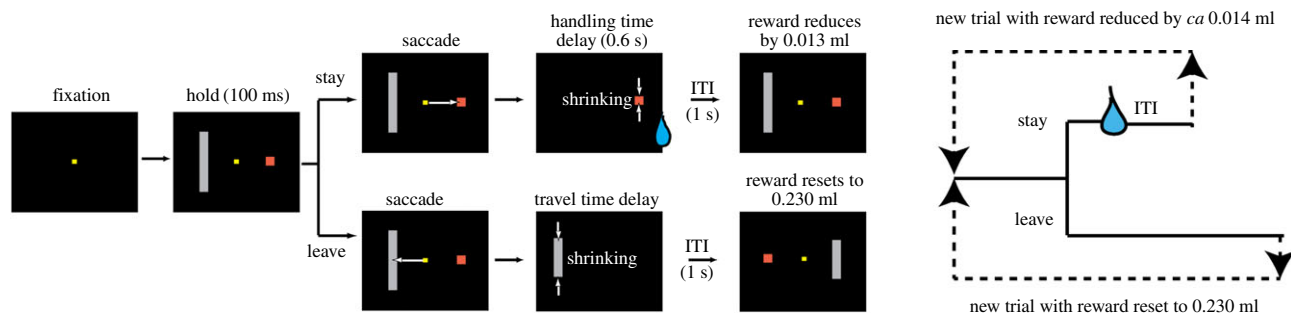 fixation
hold (100 ms)
stay
leave
saccade
handling time
delay (0.6 s)
shrinking
ITI
(1 s)
reward reduces
by 0.013 ml
saccade
travel time delay
shrinking
ITI
(1 s)
reward resets to
0.230 ml
new trial with reward reduced by ca 0.014 ml
stay
ITI
leave
new trial with reward reset to 0.230 ml